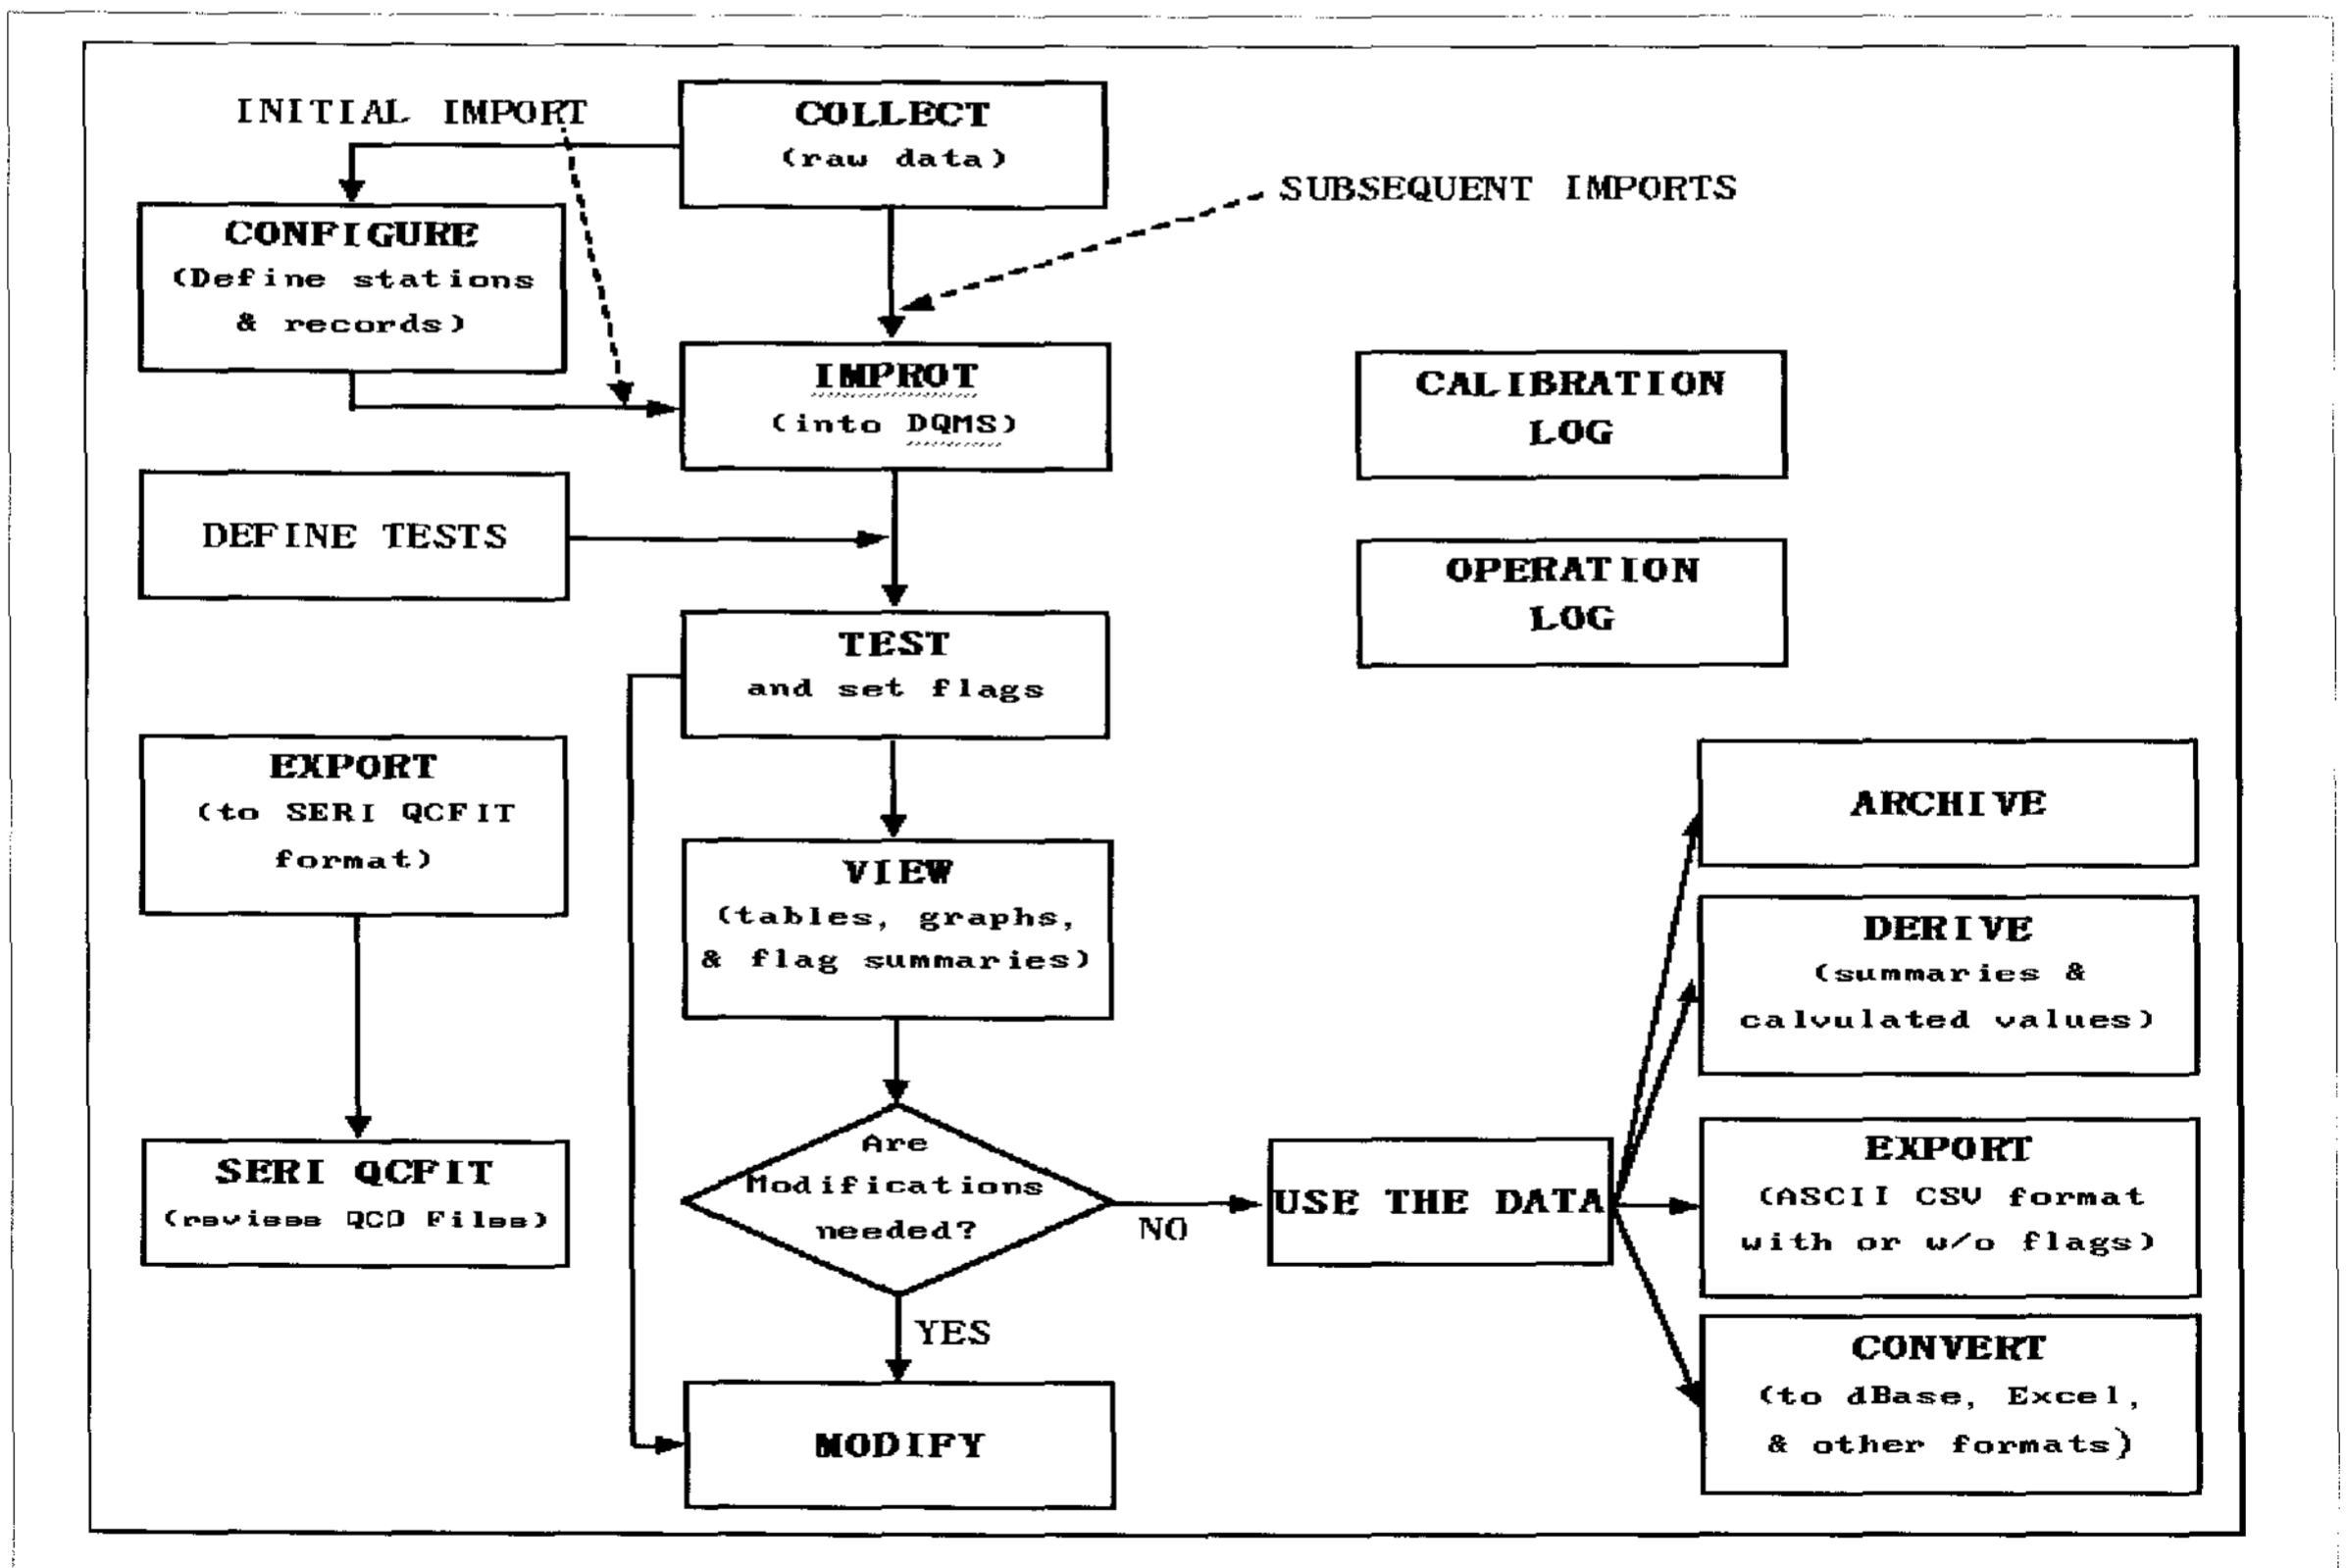 INITIAL IMPORT
COLLECT
(raw data)
SUBSEQUENT IMPORTS
CONFIGURE
(Define stations
& records)
IMPROT
(into DQMS)
CALIBRATION
LOG
DEFINE TESTS
OPERATION
LOG
TEST
and set flags
EXPORT
(to SERI QCFIT
format)
ARCHIVE
VIEW
(tables, graphs,
& flag summaries)
DERIVE
(summaries &
calvulated values)
SERI QCFIT
(revises QCD Files)
Are
Modifications
needed?
NO
USE THE DATA
EXPORT
(ASCII CSV format
with or w/o flags)
YES
CONVERT
(to dBase, Excel,
& other formats)
MODIFY